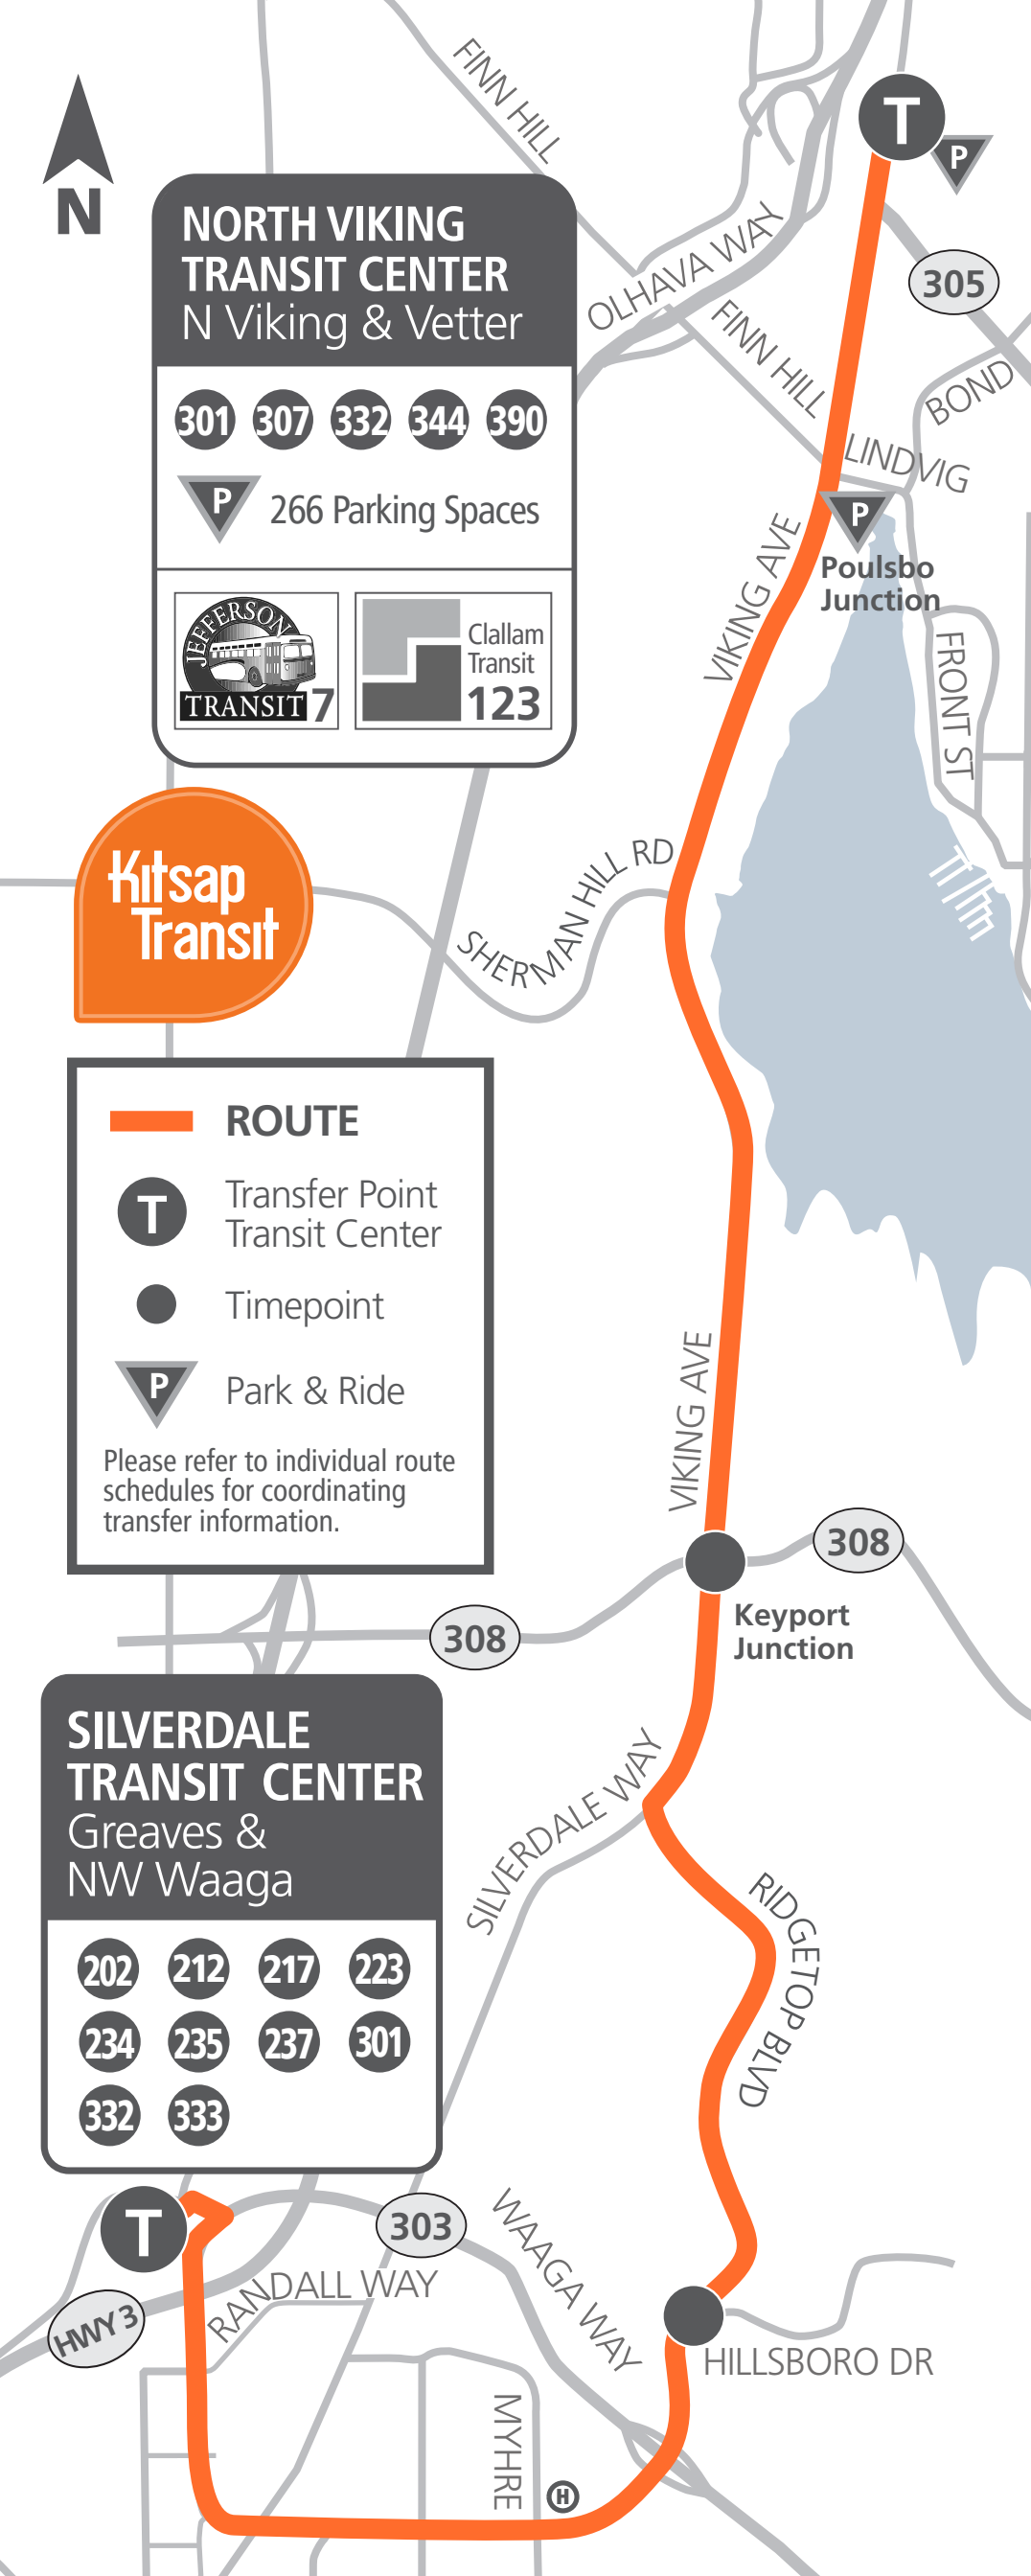 FINN HILL
T
P
N
NORTH VIKING
TRANSIT CENTER
N Viking & Vetter
OLHAVA WAY
305
FINN HILL
BOND
301 307 332 344 390
LINDVIG
P 266 Parking Spaces
P
VIKING AVE
Poulsbo
Junction
JEFFERSON
TRANSIT 7
Clallam
Transit
123
FRONT ST
Kitsap
Transit
SHERMAN HILL RD
ROUTE
T
Transfer Point
Transit Center
Timepoint
P
Park & Ride
Please refer to individual route
schedules for coordinating
transfer information.
VIKING AVE
308
308
Keyport
Junction
SILVERDALE
TRANSIT CENTER
Greaves &
NW Waaga
SILVERDALE WAY
RIDGETOP BLVD
202 212 217 223
234 235 237 301
332 333
T
303
WAAGA WAY
RANDALL WAY
HWY 3
HILLSBORO DR
MYHRE
H